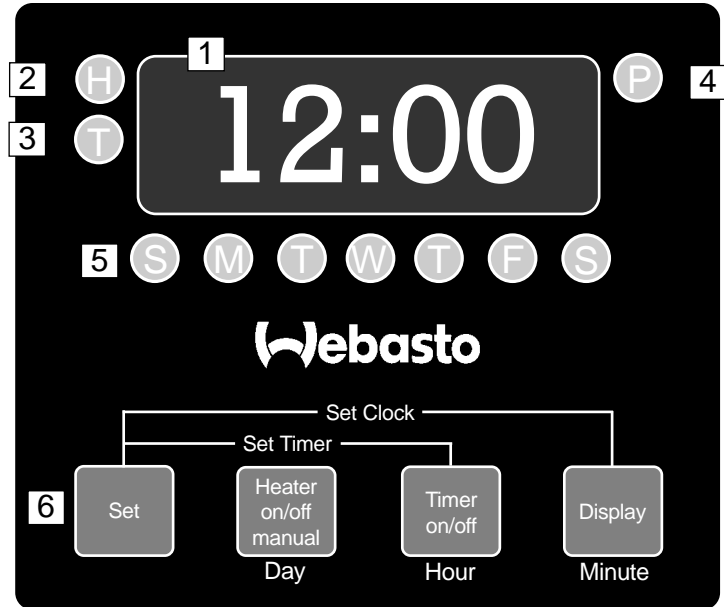 1
2 H 12:00 P 4
3 T
5 S M T W T F S
Webasto
Set Clock
Set Timer
6 Set Heater on/off manual Timer on/off Display
Day Hour Minute